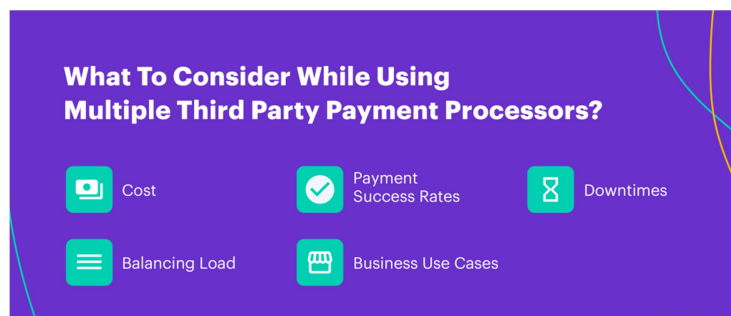 What To Consider While Using
Multiple Third Party Payment Processors?
Cost
Payment
Success Rates
Downtimes
Balancing Load
Business Use Cases